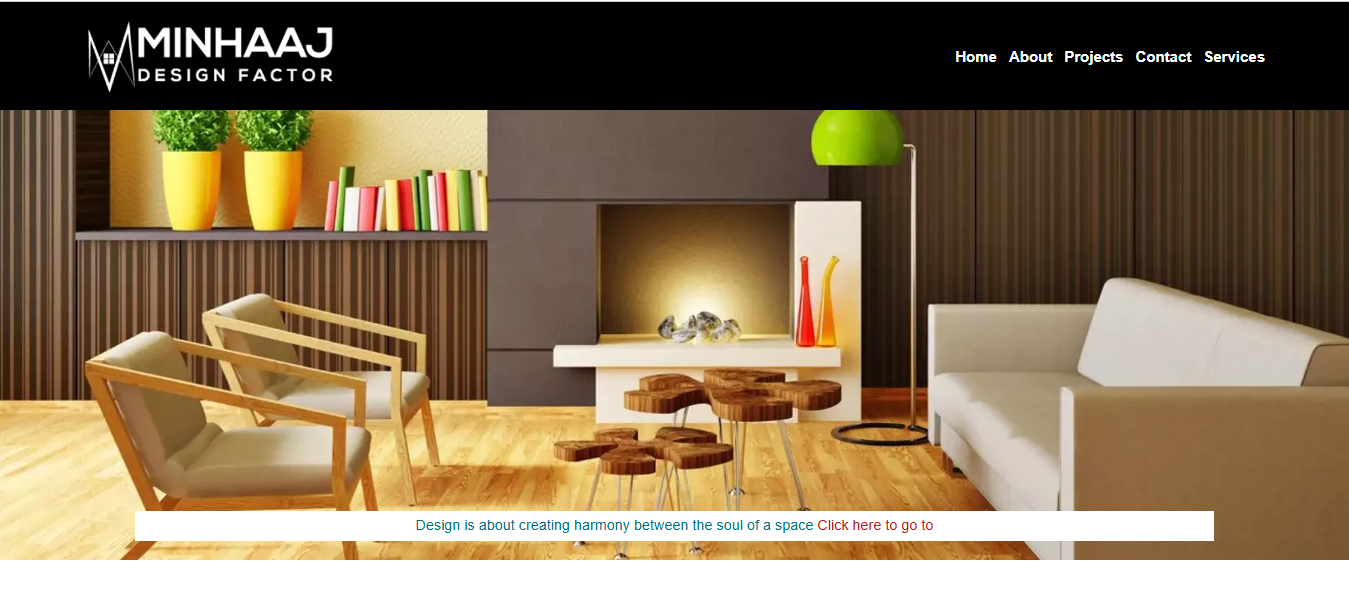 MINHAAJ
DESIGN FACTOR
Home About Projects Contact Services
Design is about creating harmony between the soul of a space Click here to go to